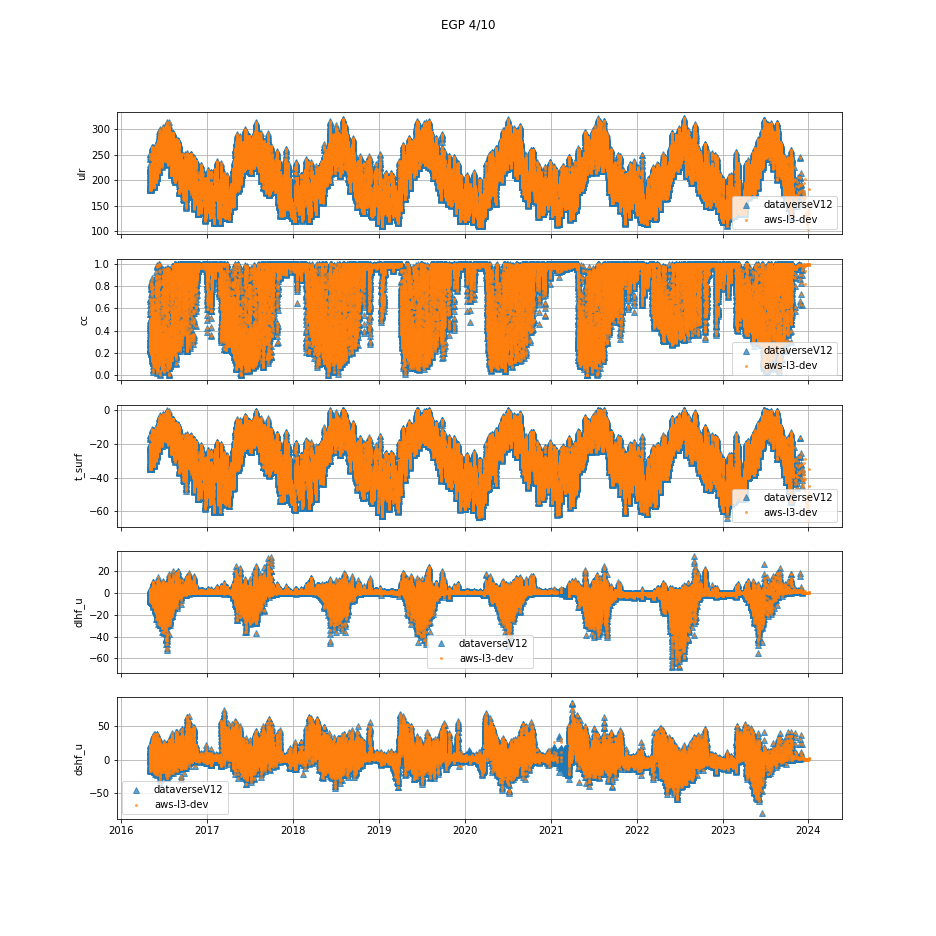 EGP 4/10
300
250
200
150
100
ulr
dataverseV12
aws-l3-dev
1.0
0.8
0.6
0.4
0.2
0.0
cc
dataverseV12
aws-l3-dev
0
−20
−40
−60
t_surf
dataverseV12
aws-l3-dev
20
0
−20
−40
−60
dlhf_u
dataverseV12
aws-l3-dev
50
0
−50
dshf_u
dataverseV12
aws-l3-dev
2016 2017 2018 2019 2020 2021 2022 2023 2024